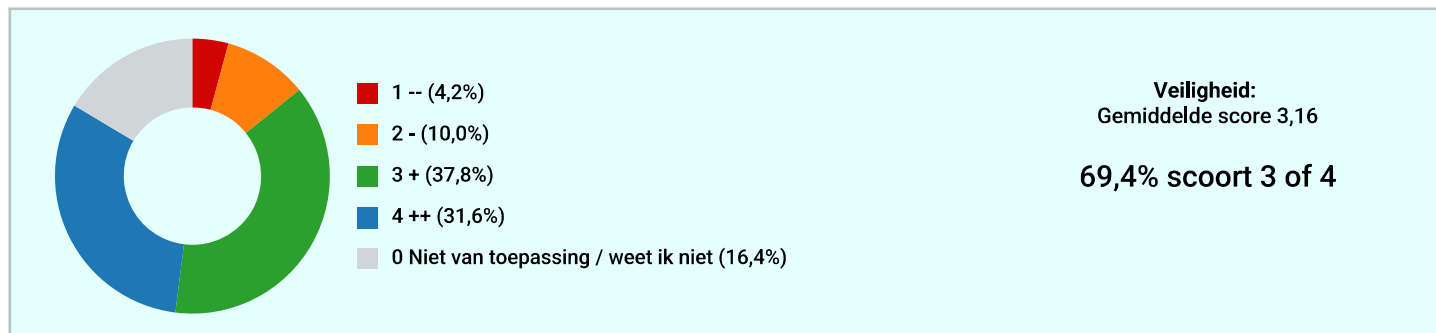 1 -- (4,2%)
2 - (10,0%)
3 + (37,8%)
4 ++ (31,6%)
0 Niet van toepassing / weet ik niet (16,4%)
Veiligheid:
Gemiddelde score 3,16
69,4% scoort 3 of 4